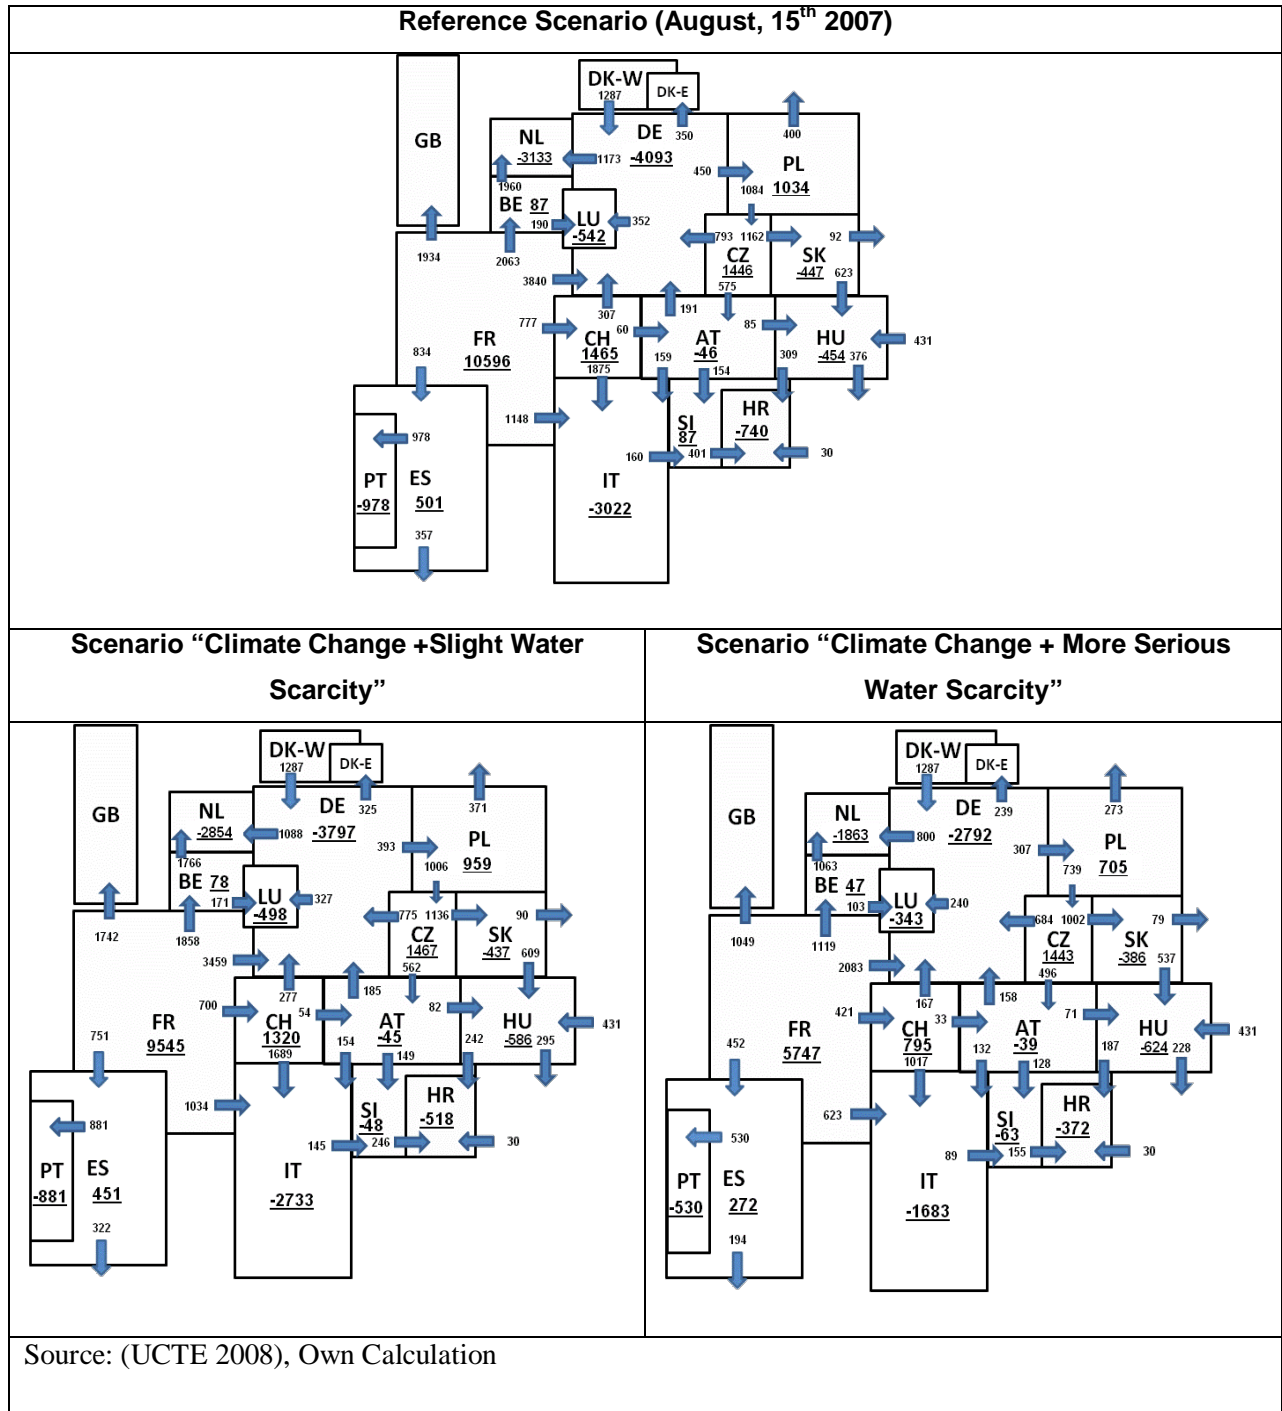 Reference Scenario (August, 15th 2007)
DK-W
1287
DK-E
GB
NL
-3133
1173
DE
-4093
350
400
450
PL
1034
1084
1960
BE 87
190
LU
-542
352
793 1162
92
CZ
1446
575
SK
-447
623
1934
2063
3840
307
191
777
60
85
FR
10596
CH
1465
1875
AT
-46
159
154
HU
-454
309
376
431
834
1148
SI
87
HR
-740
978
160
401
30
PT
-978
ES
501
IT
-3022
357
Scenario “Climate Change +Slight Water
Scarcity”
DK-W
1287
DK-E
GB
NL
-2854
1088
DE
-3797
325
371
393
PL
959
1006
1766
BE 78
171
LU
-498
327
775 1136
90
CZ
1467
562
SK
-437
609
1742
1858
3459
277
185
700
54
82
FR
9545
CH
1320
1689
AT
-45
154
149
HU
-586
242
295
431
751
1034
SI
-48
HR
-518
881
145
246
30
PT
-881
ES
451
IT
-2733
322
Scenario “Climate Change + More Serious
Water Scarcity”
DK-W
1287
DK-E
GB
NL
-1863
800
DE
-2792
239
273
307
PL
705
739
1063
BE 47
103
LU
-343
240
684 1002
79
CZ
1443
496
SK
-386
537
1049
1119
2083
167
158
421
33
71
FR
5747
CH
795
1017
AT
-39
132
128
HU
-624
187
228
431
452
623
SI
-63
HR
-372
530
89
155
30
PT
-530
ES
272
IT
-1683
194
Source: (UCTE 2008), Own Calculation